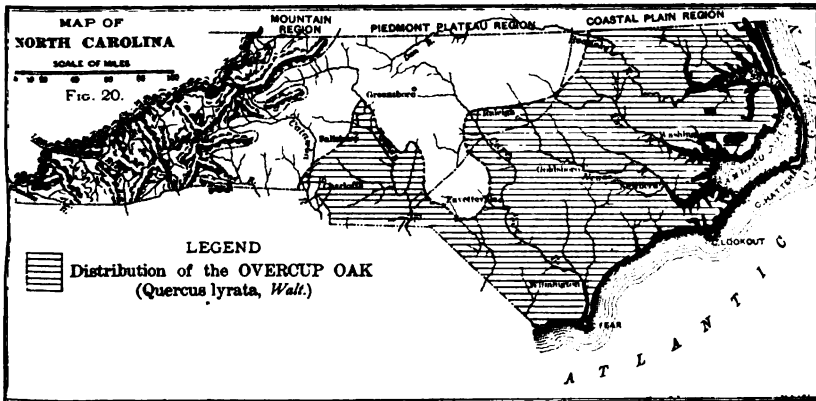 MAP OF
NORTH CAROLINA
SCALE OF MILES
FIG. 20.
MOUNTAIN
REGION
PIEDMONT PLATEAU REGION
COASTAL PLAIN REGION
Greensboro
Raleigh
Salisbury
Charlotte
Fayetteville
Goldsboro
Washington
Wilmington
C. HATTERAS
C. LOOKOUT
C. FEAR
ATLANTIC
LEGEND
Distribution of the OVERCUP OAK
(Quercus lyrata, Walt.)